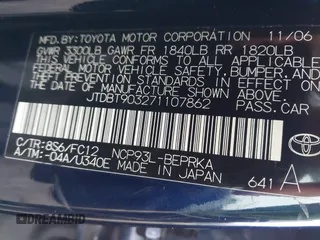 MFD.BY:TOYOTA MOTOR CORPORATION 11/06
GVWR 3300LB GAWR FR 1840LB RR 1820LB
THIS VEHICLE CONFORMS TO ALL APPLICABLE
FEDERAL MOTOR VEHICLE SAFETY, BUMPER, AND
THEFT PREVENTION STANDARDS IN EFFECT ON THE
DATE OF MANUFACTURE SHOWN ABOVE.
JTDBT903271107862 PASS.CAR
C/TR:8S6/FC12 NCP93L-BEPRKA
A/TM:-04A/U340E MADE IN JAPAN 641 A
TOYOTA